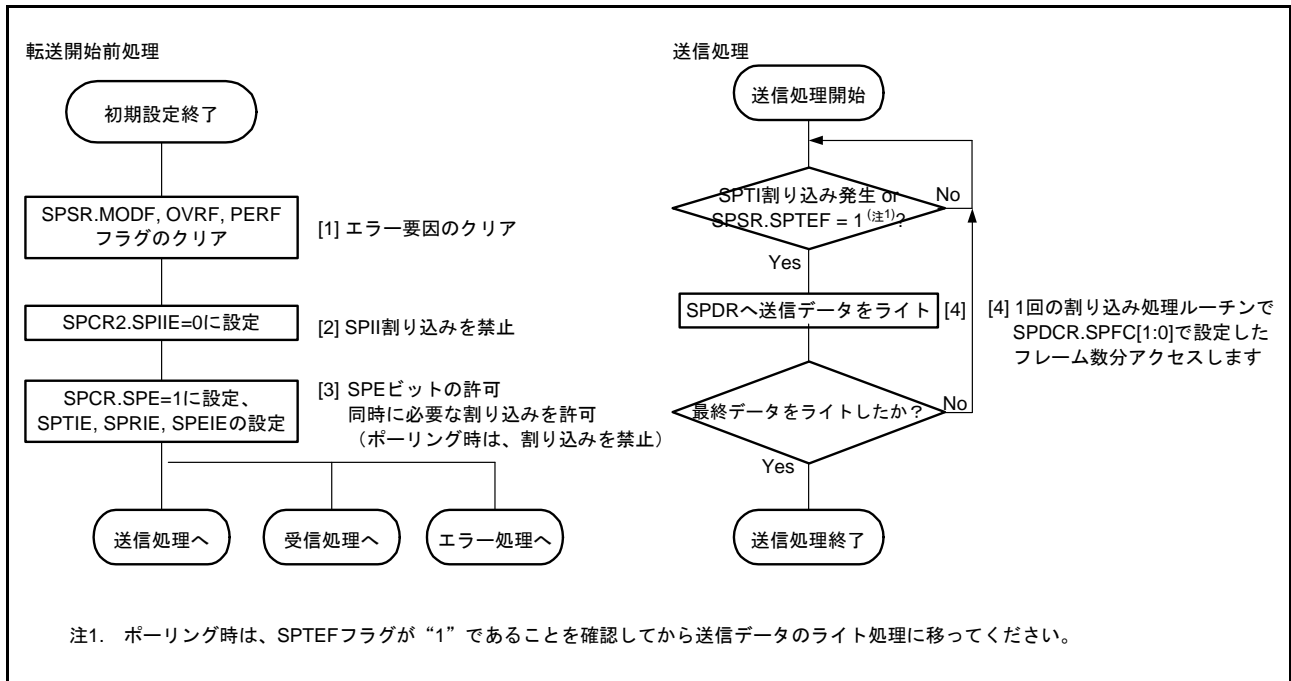 転送開始前処理
初期設定終了
SPSR.MODF, OVRF, PERF
フラグのクリア
[1] エラー要因のクリア
SPCR2.SPIIE=0に設定
[2] SPII割り込みを禁止
SPCR.SPE=1に設定、
SPTIE, SPRIE, SPEIEの設定
[3] SPEビットの許可
同時に必要な割り込みを許可
（ポーリング時は、割り込みを禁止）
送信処理へ
受信処理へ
エラー処理へ
送信処理
送信処理開始
SPTI割り込み発生 or
SPSR.SPTEF = 1 (注1)?
No
Yes
SPDRへ送信データをライト
[4]
[4] 1回の割り込み処理ルーチンで
SPDCR.SPFC[1:0]で設定した
フレーム数分アクセスします
最終データをライトしたか？
No
Yes
送信処理終了
注1. ポーリング時は、SPTEFフラグが“1”であることを確認してから送信データのライト処理に移ってください。